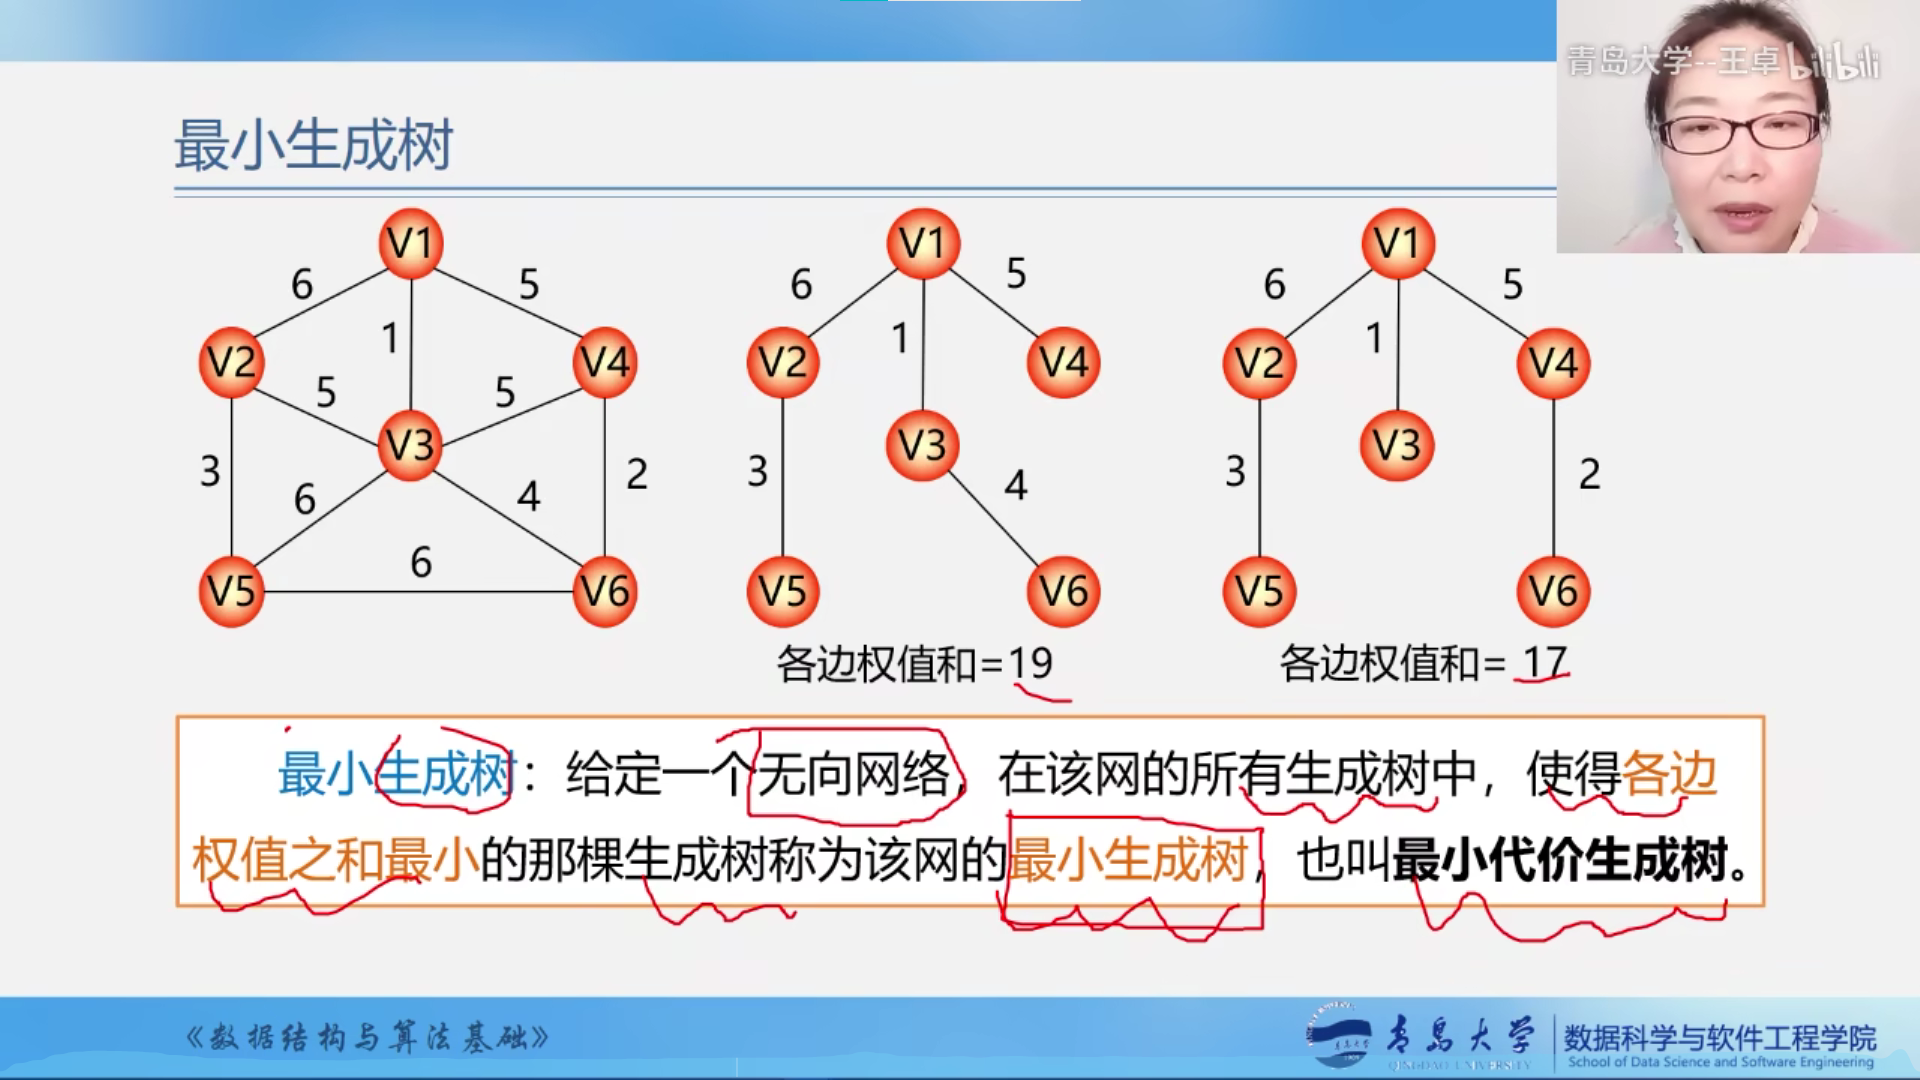 青岛大学--王卓 bilibili
最小生成树
V1 V1 V1
6 5 6 5 6 5
V2 1 V4 V2 1 V4 V2 1 V4
5 5
V3 V3 V3
3 6 4 2 3 4 3 2
6
V5 V6 V5 V6 V5 V6
各边权值和=19 各边权值和= 17
最小生成树：给定一个无向网络，在该网的所有生成树中，使得各边
权值之和最小的那棵生成树称为该网的最小生成树，也叫最小代价生成树。
《数据结构与算法基础》
青岛大学 数据科学与软件工程学院
QINGDAO UNIVERSITY School of Data Science and Software Engineering